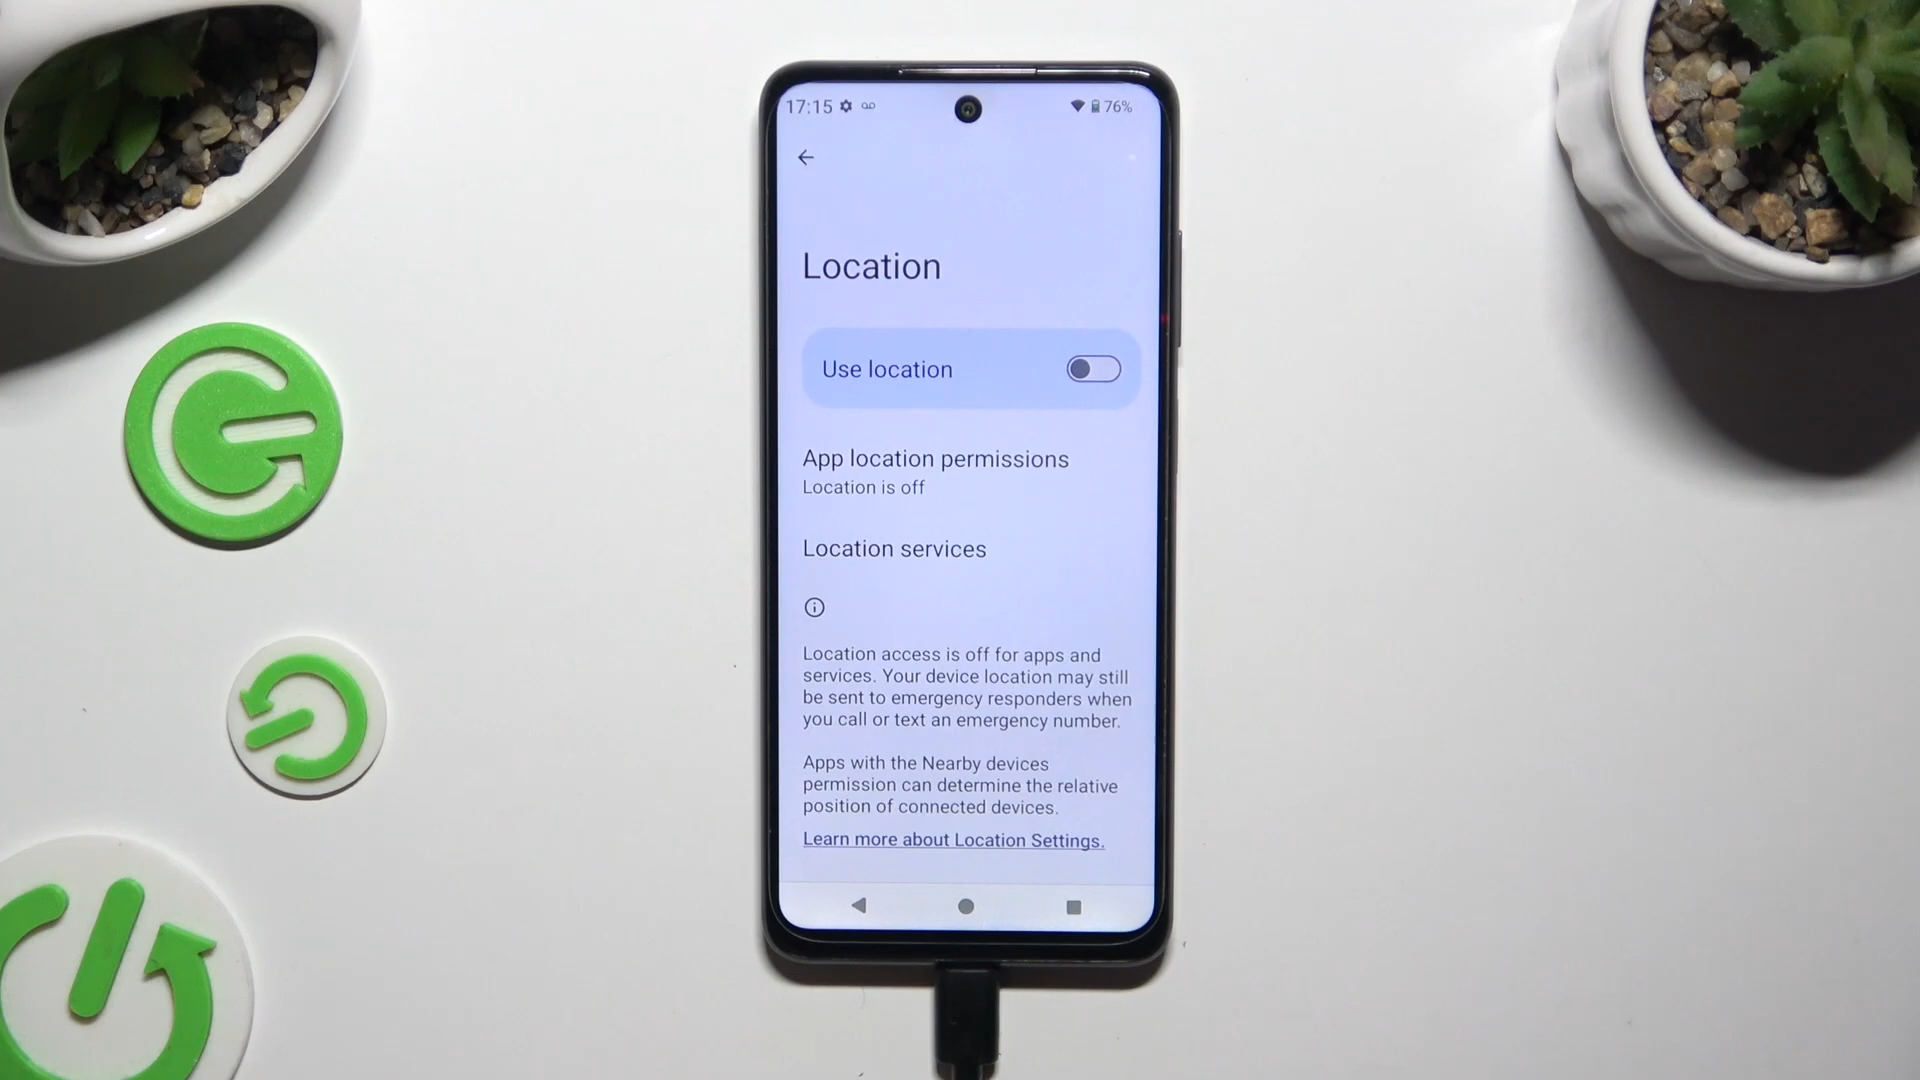 17:15 76%
Location
Use location
App location permissions
Location is off
Location services
Location access is off for apps and
services. Your device location may still
be sent to emergency responders when
you call or text an emergency number.
Apps with the Nearby devices
permission can determine the relative
position of connected devices.
Learn more about Location Settings.